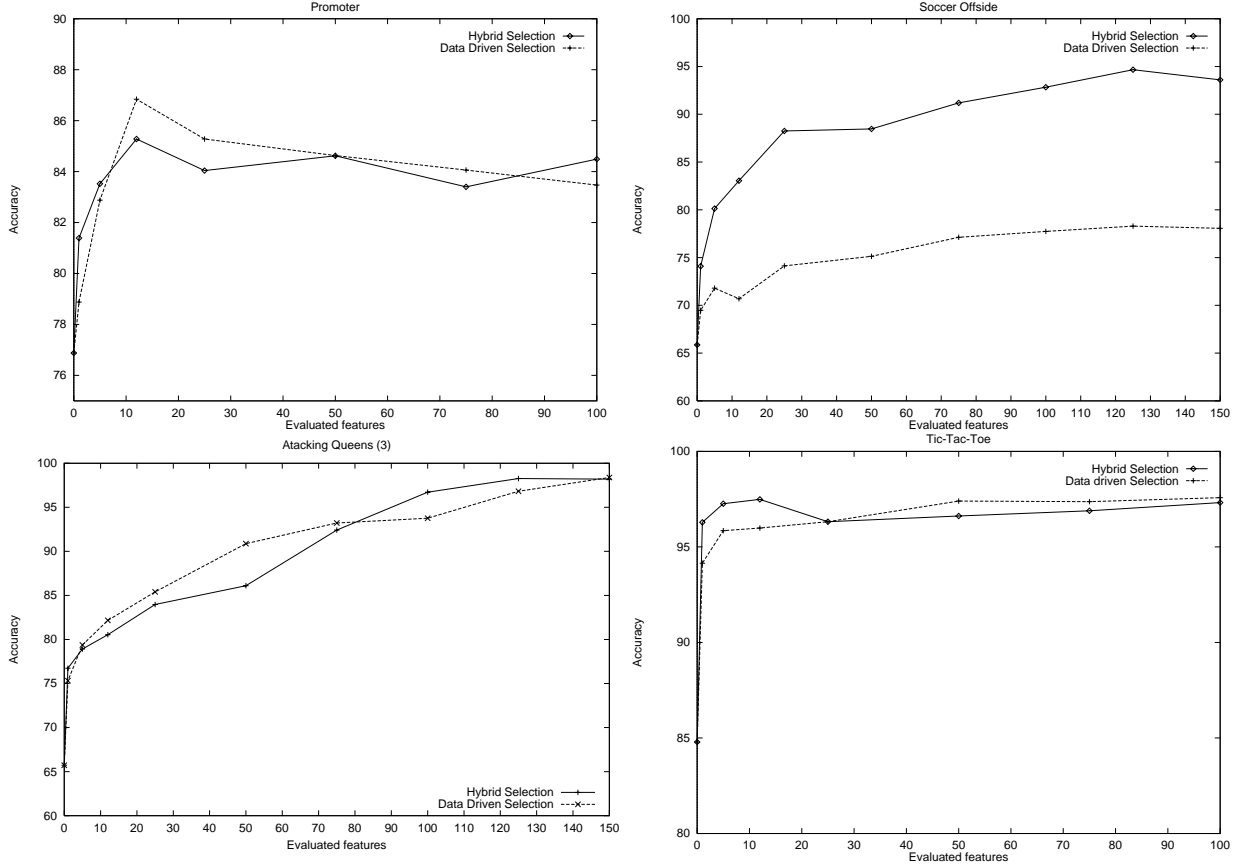 Promoter
90
88
86
84
82
80
78
76
Accuracy
Hybrid Selection
Data Driven Selection
0 10 20 30 40 50 60 70 80 90 100
Evaluated features
Soccer Offside
100
95
90
85
80
75
70
65
60
Accuracy
Hybrid Selection
Data Driven Selection
0 10 20 30 40 50 60 70 80 90 100 110 120 130 140 150
Evaluated features
Atacking Queens (3)
100
95
90
85
80
75
70
65
60
Accuracy
Hybrid Selection
Data Driven Selection
0 10 20 30 40 50 60 70 80 90 100 110 120 130 140 150
Evaluated features
Tic-Tac-Toe
100
95
90
85
80
Accuracy
Hybrid Selection
Data driven Selection
0 10 20 30 40 50 60 70 80 90 100
Evaluated features